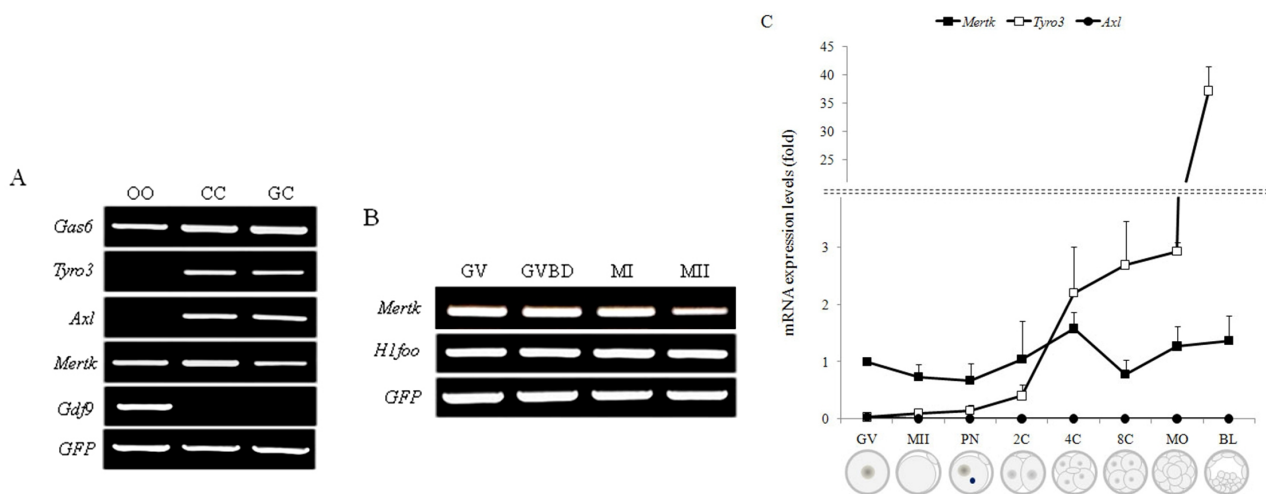 A
OO CC GC
Gas6
Tyro3
Axl
Mertk
Gdf9
GFP
B
GV GVBD MI MII
Mertk
H1foo
GFP
C
Mertk Tyro3 Axl
mRNA expression levels (fold)
45
40
35
30
25
3
2
1
0
GV MII PN 2C 4C 8C MO BL